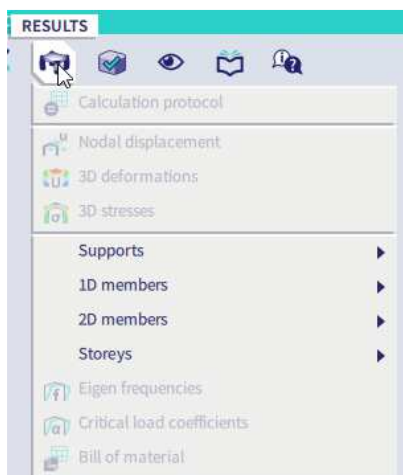 RESULTS
Calculation protocol
Nodal displacement
3D deformations
3D stresses
Supports
1D members
2D members
Storeys
Eigen frequencies
Critical load coefficients
Bill of material